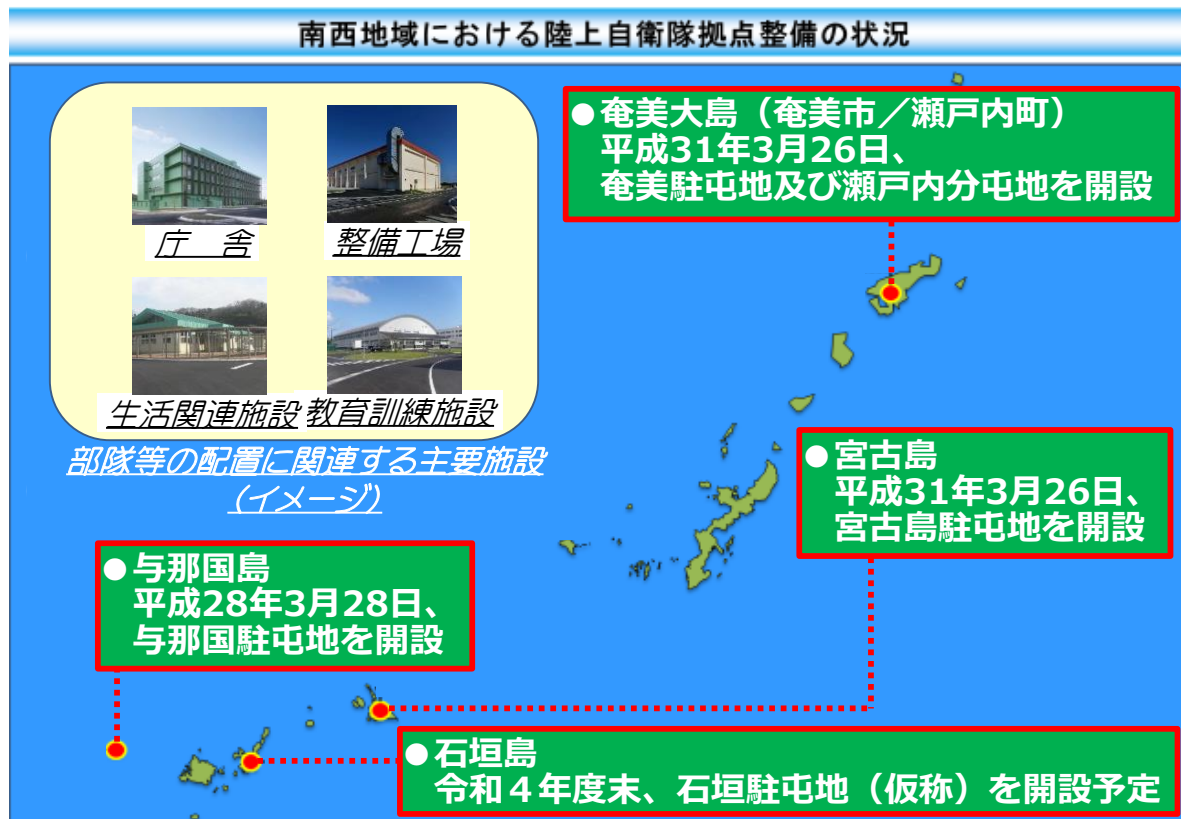 南西地域における陸上自衛隊拠点整備の状況
庁　舎
整備工場
生活関連施設
教育訓練施設
部隊等の配置に関連する主要施設
（イメージ）
●奄美大島（奄美市／瀬戸内町）
平成31年3月26日、
奄美駐屯地及び瀬戸内分屯地を開設
●宮古島
平成31年3月26日、
宮古島駐屯地を開設
●与那国島
平成28年3月28日、
与那国駐屯地を開設
●石垣島
令和４年度末、石垣駐屯地（仮称）を開設予定